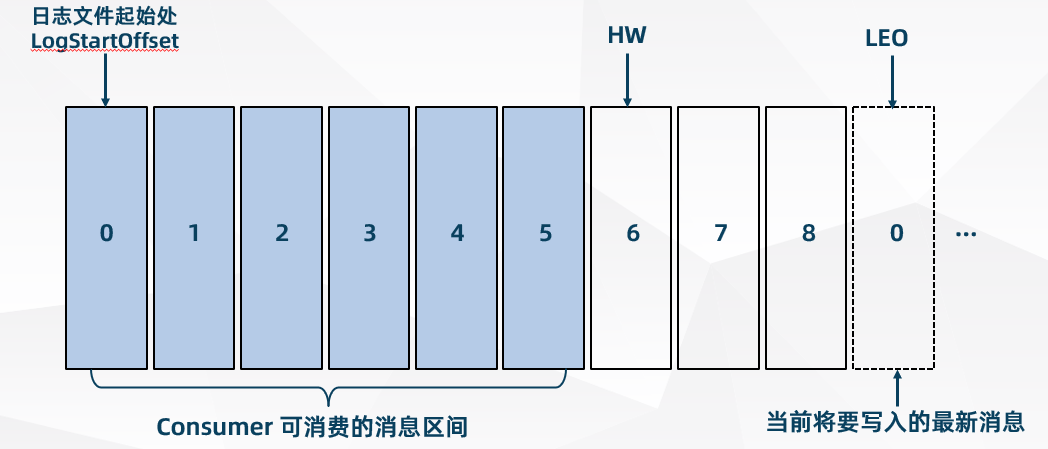 日志文件起始处
LogStartOffset
HW
LEO
0 1 2 3 4 5 6 7 8 0 ···
Consumer 可消费的消息区间
当前将要写入的最新消息